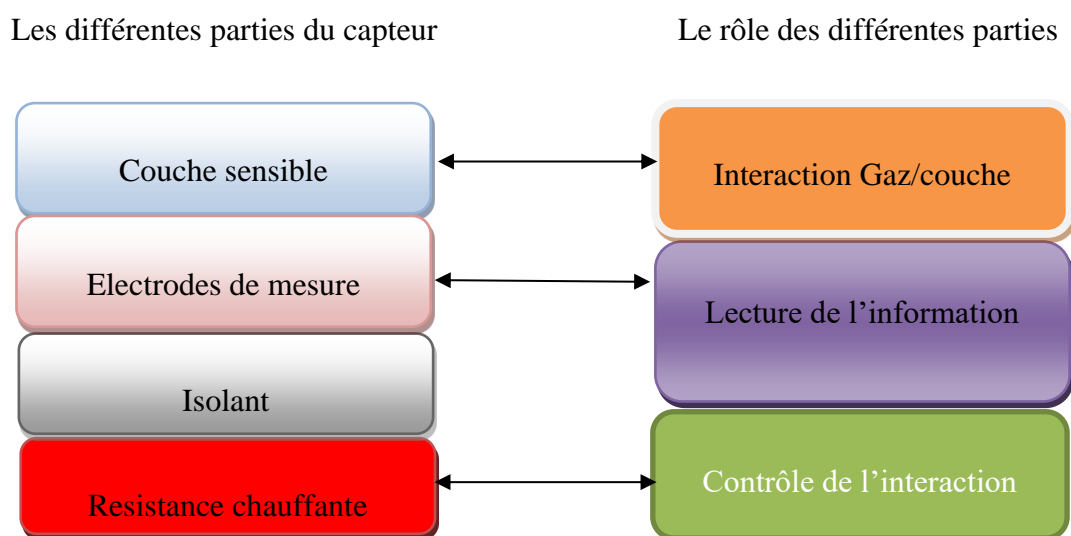 Les différentes parties du capteur
Le rôle des différentes parties
Couche sensible
Interaction Gaz/couche
Electrodes de mesure
Lecture de l’information
Isolant
Resistance chauffante
Contrôle de l’interaction